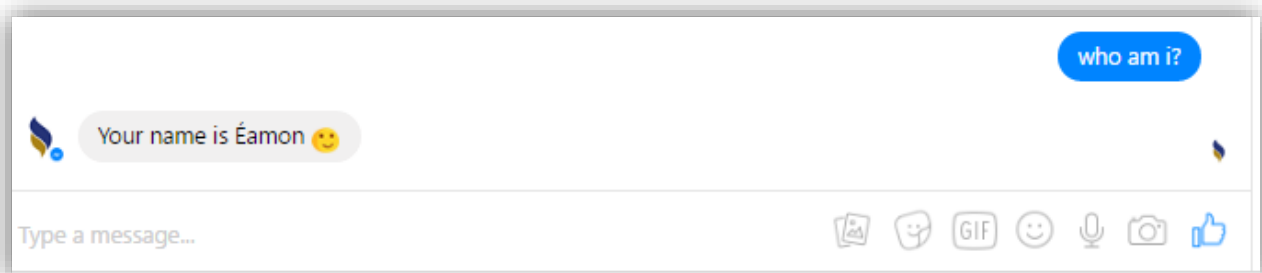 who am i?
Your name is Éamon 🙂
Type a message...
GIF